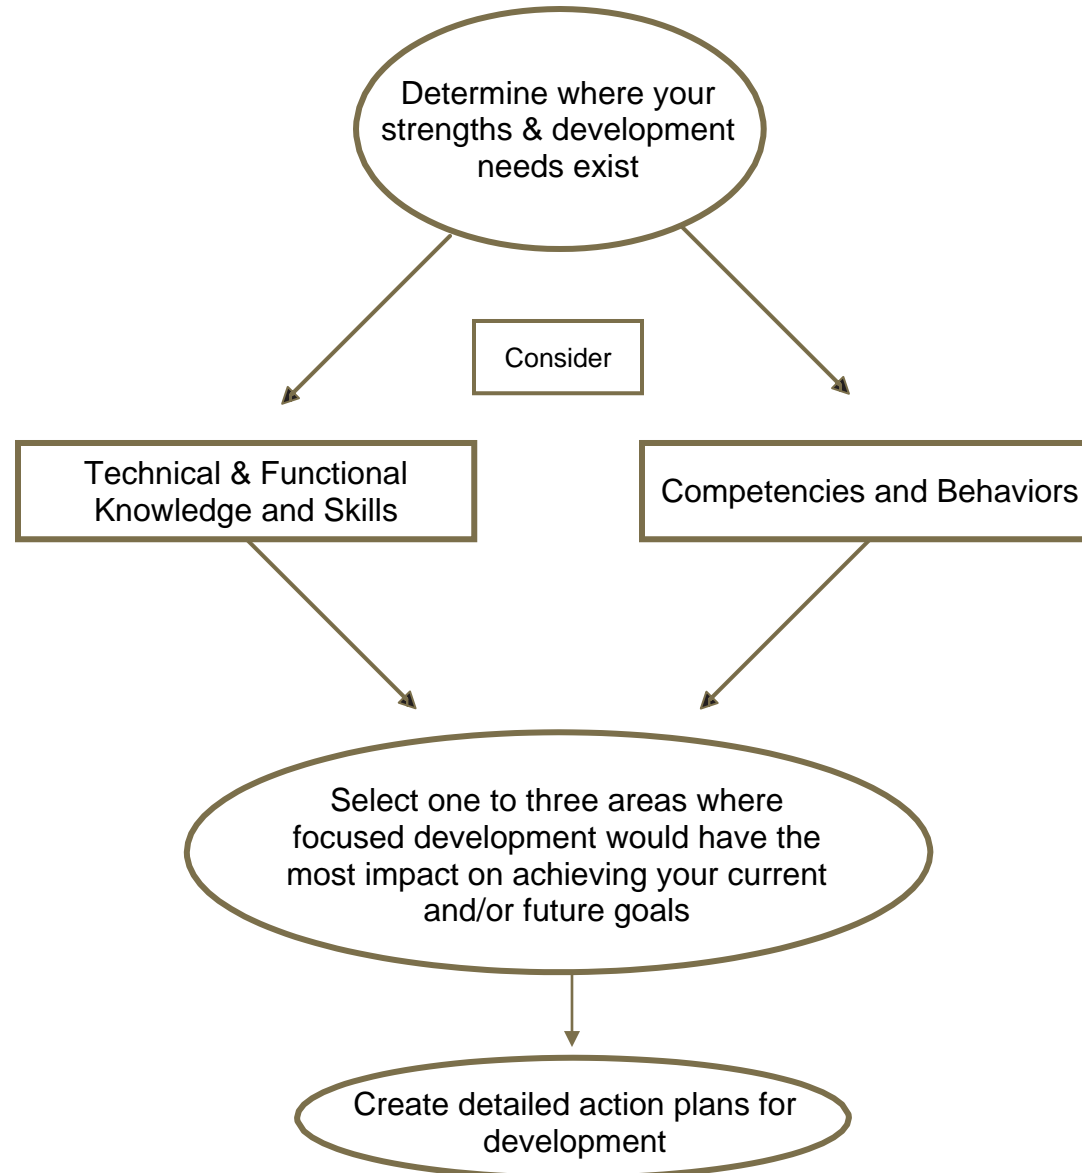 Determine where your
strengths & development
needs exist
Consider
Technical & Functional
Knowledge and Skills
Competencies and Behaviors
Select one to three areas where
focused development would have the
most impact on achieving your current
and/or future goals
Create detailed action plans for
development